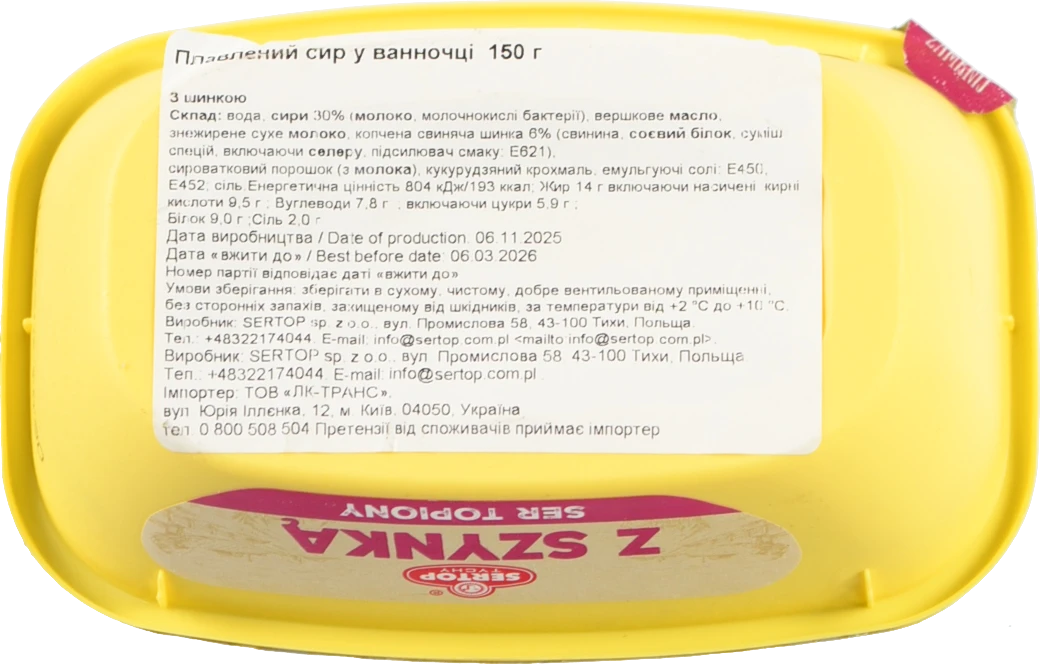 Плавлений сир у ванночці 150 г
З шинкою
Склад: вода, сири 30% (молоко, молочнокислі бактерії), вершкове масло,
знежирене сухе молоко, копчена свиняча шинка 6% (свинина, соєвий білок, суміш
спецій, включаючи селеру, підсилювач смаку: Е621),
сироватковий порошок (з молока), кукурудзяний крохмаль, емульгуючі солі: Е450,
Е452, сіль.Енергетична цінність 804 кДж/193 ккал; Жир 14 г включаючи насичені жирні
кислоти 9,5 г ; Вуглеводи 7,8 г , включаючи цукри 5,9 г ;
Білок 9,0 г ;Сіль 2,0 г
Дата виробництва / Date of production: 06.11.2025
Дата «вжити до» / Best before date: 06.03.2026
Номер партії відповідає даті «вжити до»
Умови зберігання: зберігати в сухому, чистому, добре вентильованому приміщенні,
без сторонніх запахів, захищеному від шкідників, за температури від +2 °C до +10 °C.
Виробник: SERTOP sp. z o.o., вул. Промислова 58, 43-100 Тихи, Польща.
Тел.: +48322174044. E-mail: info@sertop.com.pl <mailto:info@sertop.com.pl>.
Виробник: SERTOP sp. z o.o., вул. Промислова 58, 43-100 Тихи, Польща
Тел.: +48322174044. E-mail: info@sertop.com.pl.
Імпортер: ТОВ «ЛК-ТРАНС»,
вул. Юрія Іллєнка, 12, м. Київ, 04050, Україна
тел. 0 800 508 504 Претензії від споживачів приймає імпортер
SER TOPIONY
Z SZYNKĄ
SERTOP
TYCHY
®